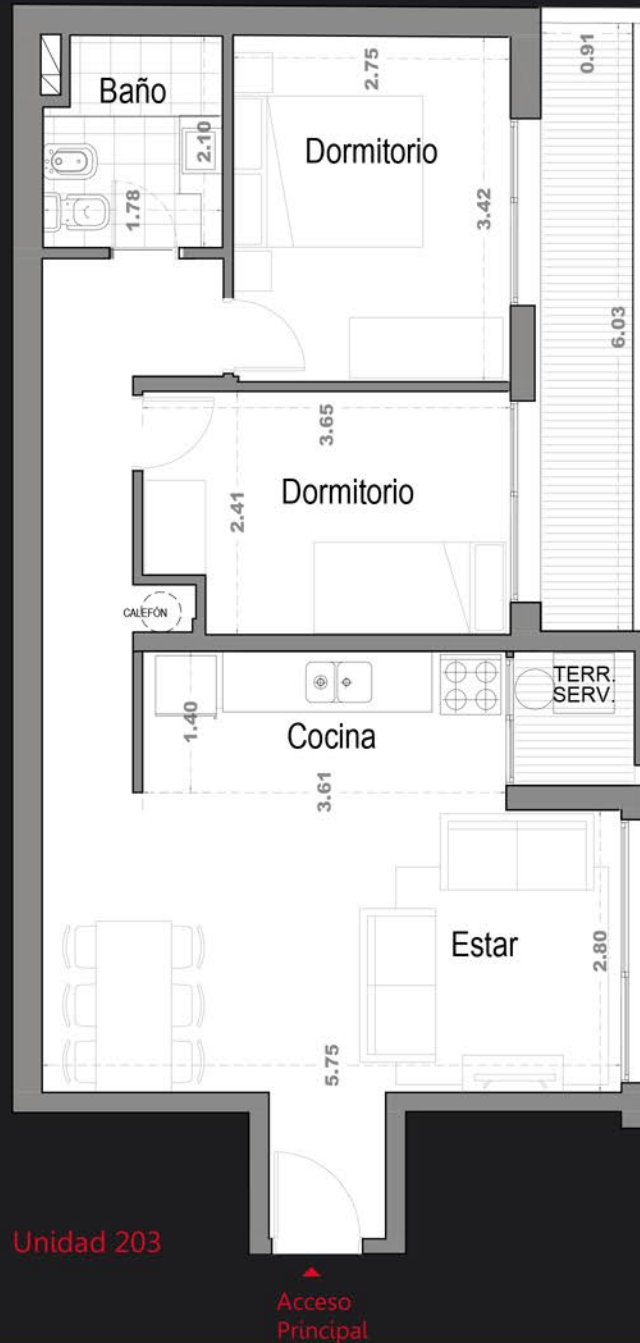 Baño
2.10
1.78
2.75
Dormitorio
3.42
0.91
6.03
3.65
Dormitorio
2.41
CALEFÓN
1.40
Cocina
3.61
TERR.
SERV.
Estar
2.80
5.75
Unidad 203
Acceso
Principal